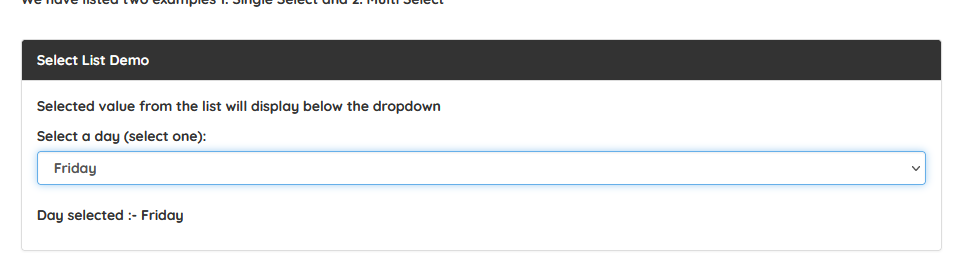 We have listed two examples 1. Single Select and 2. Multi Select
Select List Demo
Selected value from the list will display below the dropdown
Select a day (select one):
Friday
Day selected :- Friday